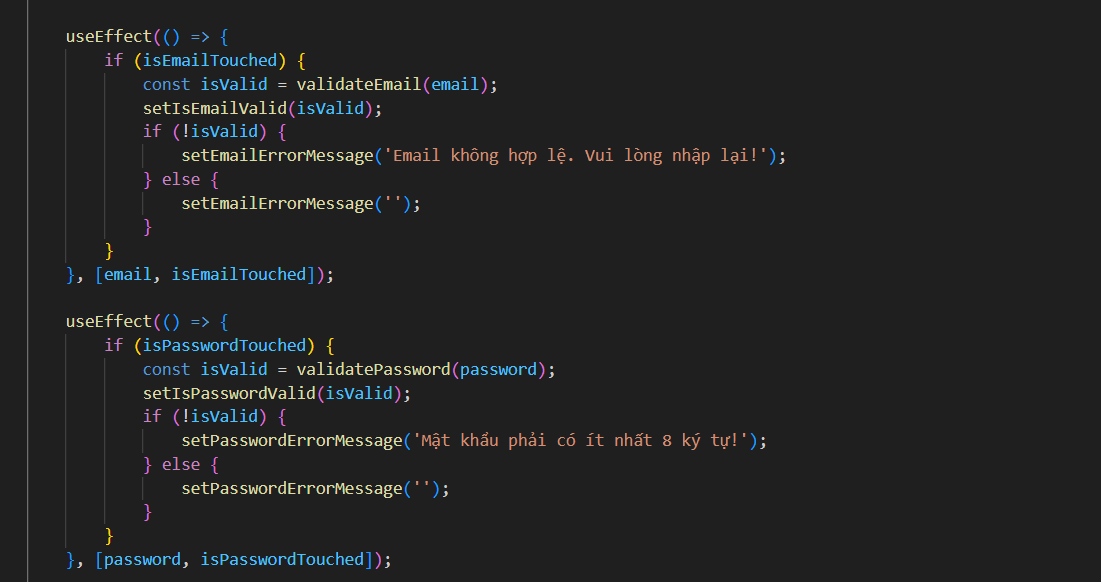 useEffect(() => {
    if (isEmailTouched) {
        const isValid = validateEmail(email);
        setIsEmailValid(isValid);
        if (!isValid) {
            setEmailErrorMessage('Email không hợp lệ. Vui lòng nhập lại!');
        } else {
            setEmailErrorMessage('');
        }
    }
}, [email, isEmailTouched]);

useEffect(() => {
    if (isPasswordTouched) {
        const isValid = validatePassword(password);
        setIsPasswordValid(isValid);
        if (!isValid) {
            setPasswordErrorMessage('Mật khẩu phải có ít nhất 8 ký tự!');
        } else {
            setPasswordErrorMessage('');
        }
    }
}, [password, isPasswordTouched]);